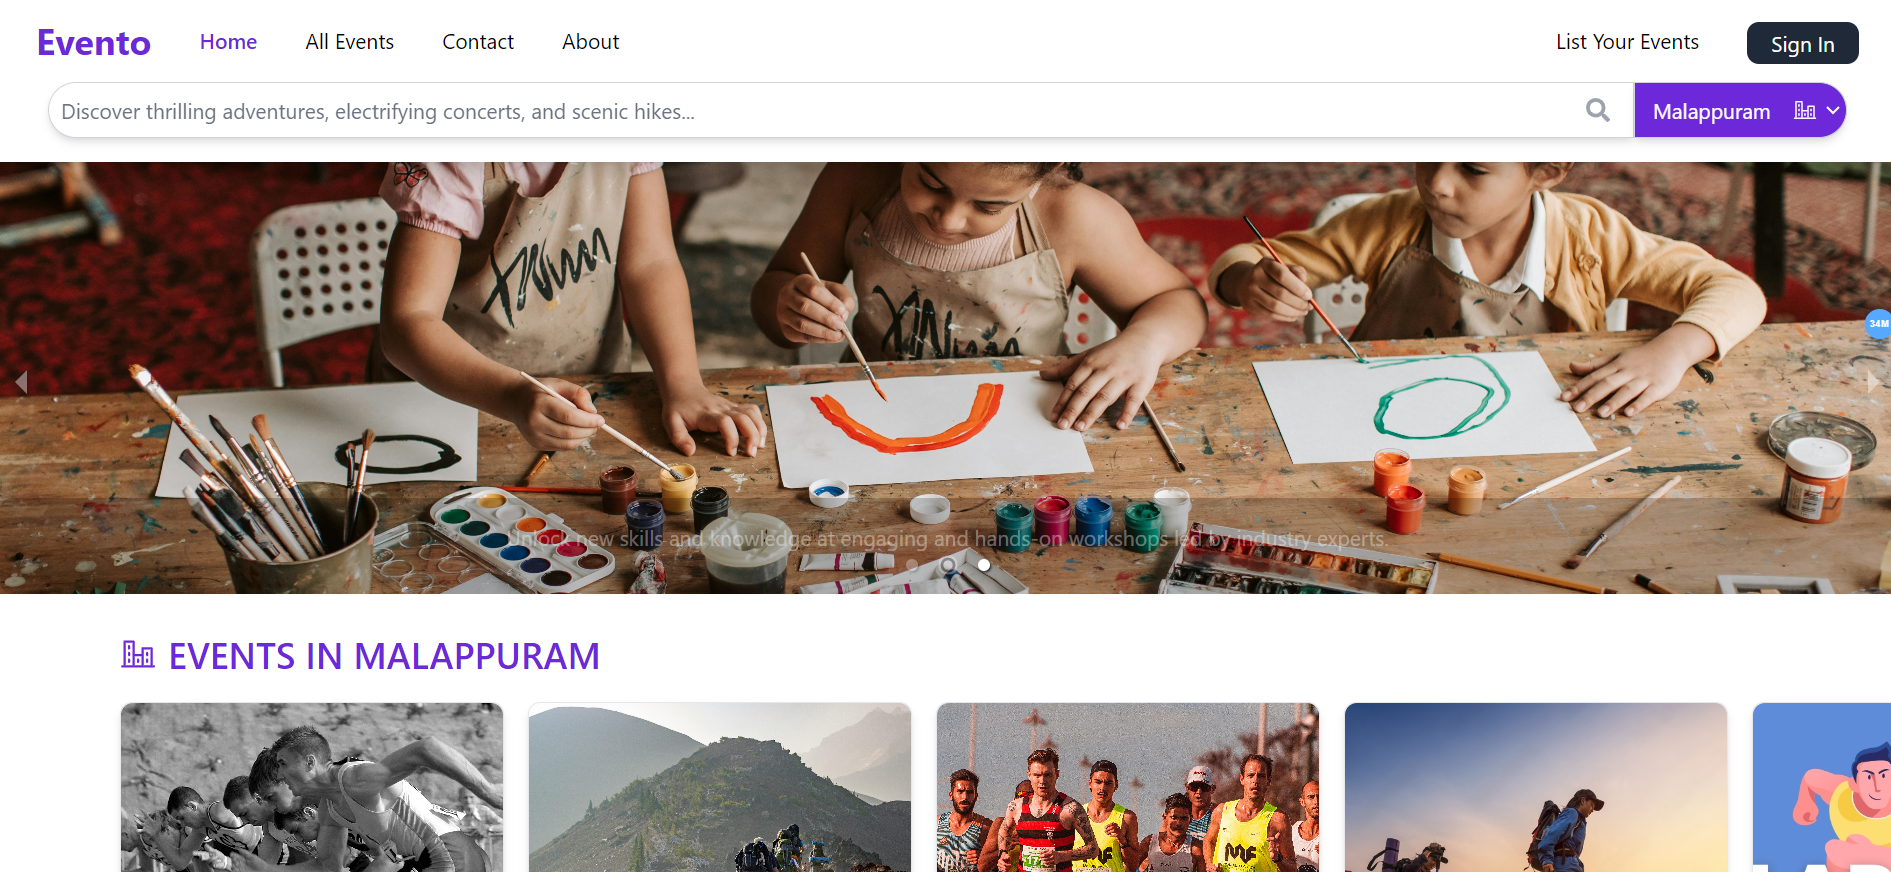 Evento Home All Events Contact About List Your Events Sign In
Discover thrilling adventures, electrifying concerts, and scenic hikes... Malappuram
34M
Unlock new skills and knowledge at engaging and hands-on workshops led by industry experts.
EVENTS IN MALAPPURAM
17